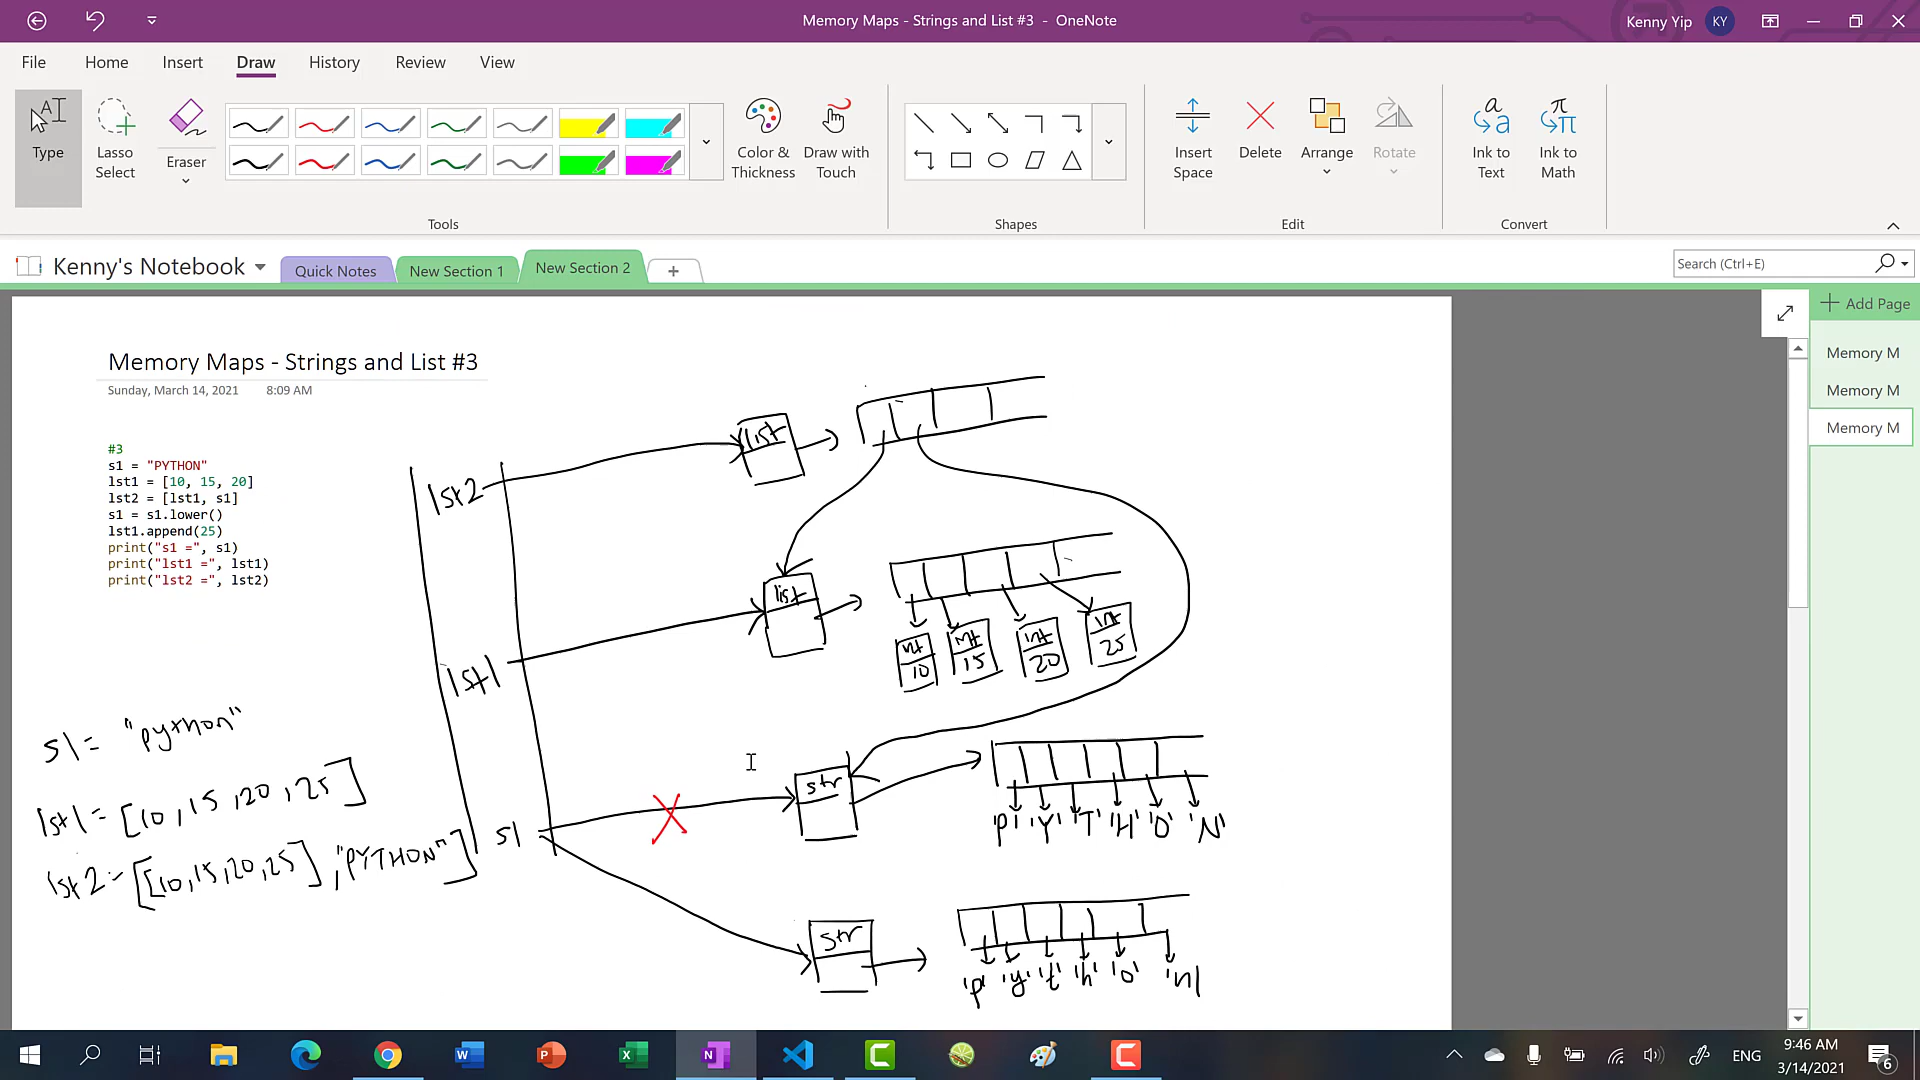 Memory Maps - Strings and List #3 - OneNote
Kenny Yip KY
File Home Insert Draw History Review View
Type
Lasso Select
Eraser
Color & Thickness
Draw with Touch
Insert Space
Delete
Arrange
Rotate
Ink to Text
Ink to Math
Tools
Shapes
Edit
Convert
Kenny's Notebook
Quick Notes
New Section 1
New Section 2
Search (Ctrl+E)
Add Page
Memory M
Memory M
Memory M
Memory Maps - Strings and List #3
Sunday, March 14, 2021 8:09 AM
#3
s1 = "PYTHON"
lst1 = [10, 15, 20]
lst2 = [lst1, s1]
s1 = s1.lower()
lst1.append(25)
print("s1 =", s1)
print("lst1 =", lst1)
print("lst2 =", lst2)
s1 = "python"
lst1 = [10, 15, 20, 25]
lst2 = [[10, 15, 20, 25], "PYTHON"]
lst2
list
lst1
list
int 10
int 15
int 20
int 25
s1
str
'P' 'Y' 'T' 'H' 'O' 'N'
str
'p' 'y' 't' 'h' 'o' 'n'
ENG
9:46 AM
3/14/2021
6